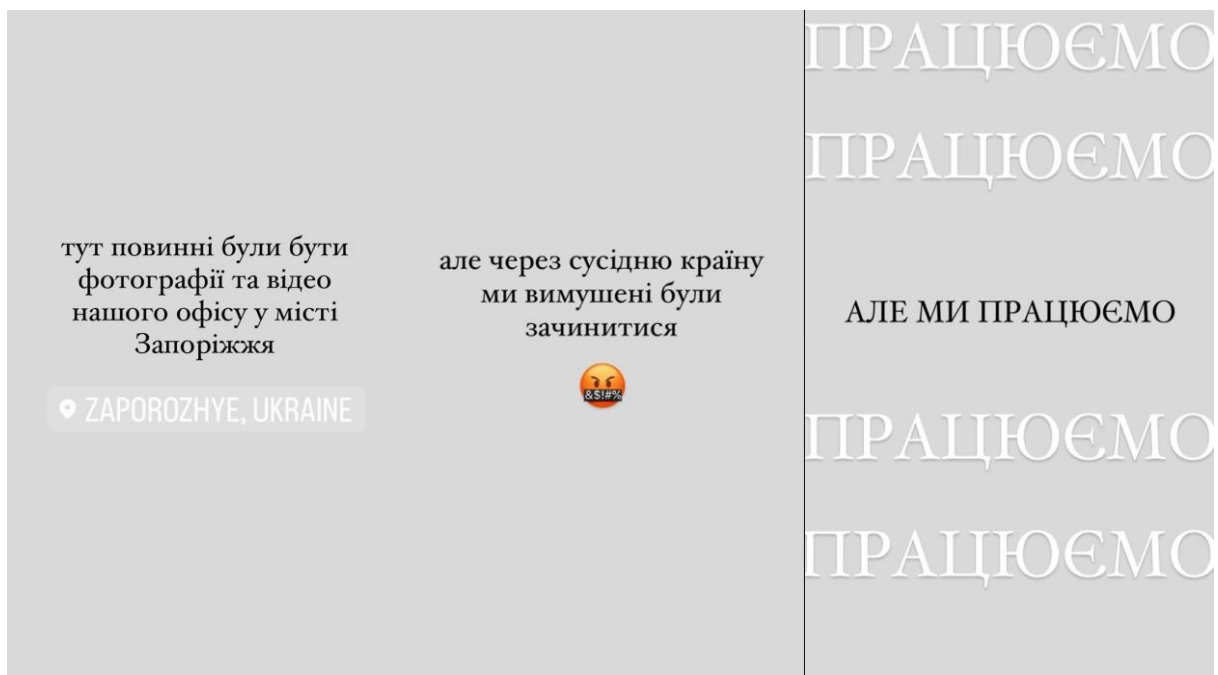 тут повинні були бути
фотографії та відео
нашого офісу у місті
Запоріжжя
ZAPOROZHYE, UKRAINE
але через сусідню країну
ми вимушені були
зачинитися
&$!#%
ПРАЦЮЄМО
ПРАЦЮЄМО
АЛЕ МИ ПРАЦЮЄМО
ПРАЦЮЄМО
ПРАЦЮЄМО